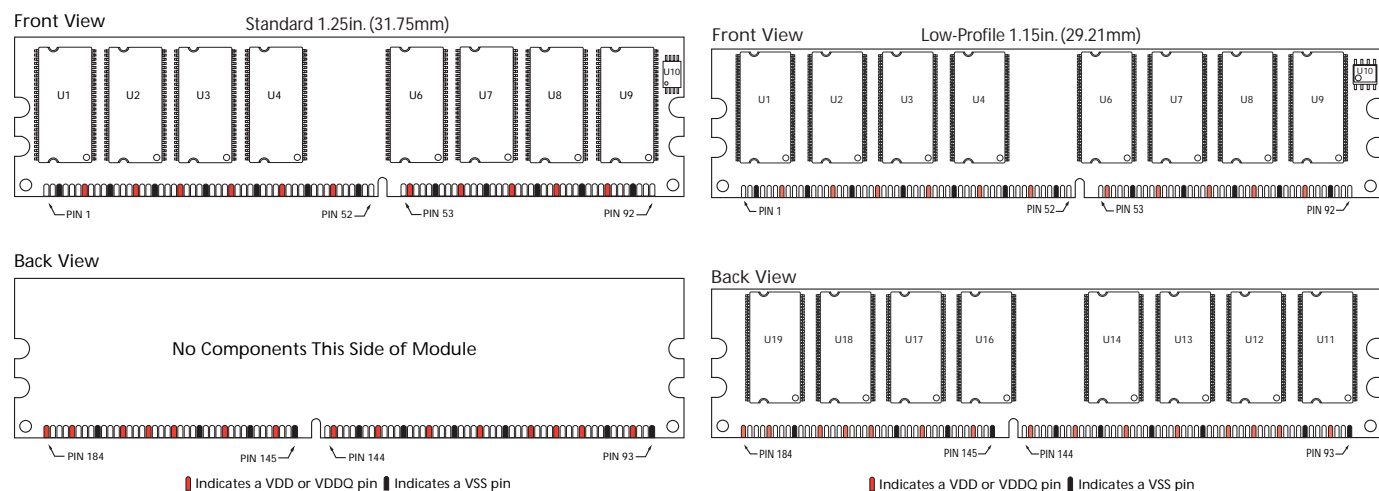 Front View
Standard 1.25in. (31.75mm)
U1
U2
U3
U4
U6
U7
U8
U9
U10
PIN 1
PIN 52
PIN 53
PIN 92
Back View
No Components This Side of Module
PIN 184
PIN 145
PIN 144
PIN 93
Indicates a VDD or VDDQ pin
Indicates a VSS pin
Front View
Low-Profile 1.15in. (29.21mm)
U1
U2
U3
U4
U6
U7
U8
U9
U10
PIN 1
PIN 52
PIN 53
PIN 92
Back View
U19
U18
U17
U16
U14
U13
U12
U11
PIN 184
PIN 145
PIN 144
PIN 93
Indicates a VDD or VDDQ pin
Indicates a VSS pin